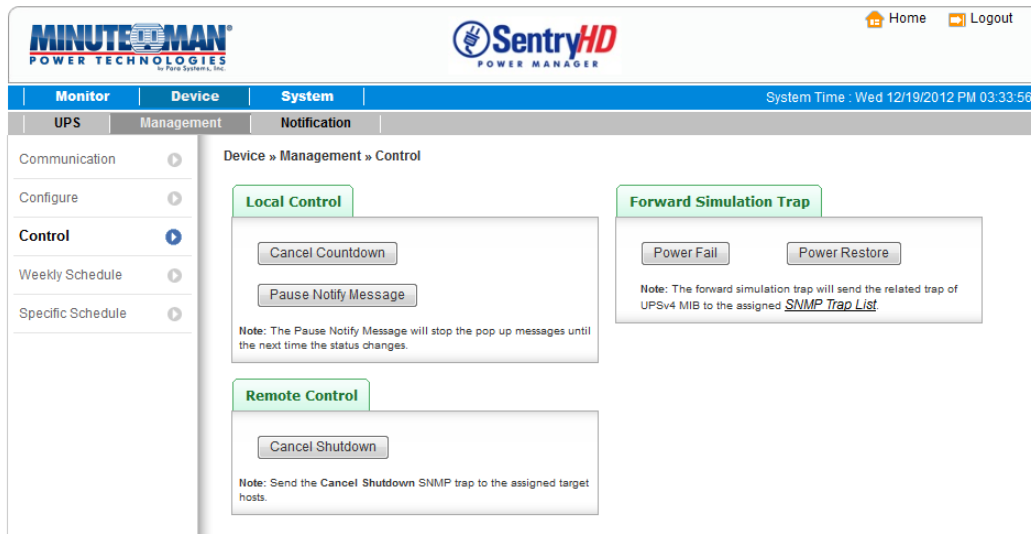 Home
Logout
MINUTEMAN®
POWER TECHNOLOGIES
by Para Systems, Inc.
SentryHD
POWER MANAGER
Monitor
Device
System
System Time : Wed 12/19/2012 PM 03:33:56
UPS
Management
Notification
Communication
Configure
Control
Weekly Schedule
Specific Schedule
Device » Management » Control
Local Control
Cancel Countdown
Pause Notify Message
Note: The Pause Notify Message will stop the pop up messages until
the next time the status changes.
Forward Simulation Trap
Power Fail
Power Restore
Note: The forward simulation trap will send the related trap of
UPSv4 MIB to the assigned SNMP Trap List.
Remote Control
Cancel Shutdown
Note: Send the Cancel Shutdown SNMP trap to the assigned target
hosts.